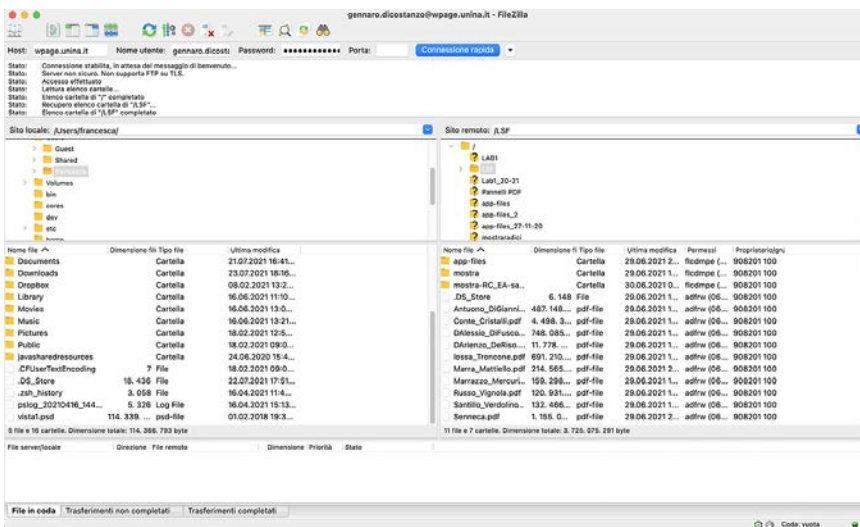 gennaro.dicostanzo@wpage.unina.it - FileZilla
Host: wpage.unina.it Nome utente: gennaro.dicosta Password: •••••••••••• Porta: Connessione rapida
Stato: Connessione stabilita, in attesa del messaggio di benvenuto...
Stato: Server non sicuro. Non supporta FTP su TLS.
Stato: Accesso effettuato
Stato: Lettura elenco cartelle...
Stato: Elenco cartella di "/" completato
Stato: Recupero elenco cartella di "/LSF"...
Stato: Elenco cartella di "/LSF" completato
Sito locale: /Users/francesca/
Guest
Shared
francesca
Volumes
bin
cores
dev
etc
home
Sito remoto: /LSF
/
LAB1
LSF
Lab1_20-21
Pannelli PDF
app-files
app-files_2
app-files_27-11-20
mostraradici
Nome file Dimensione file Tipo file Ultima modifica
Documents Cartella 21.07.2021 16:41...
Downloads Cartella 23.07.2021 18:16...
Dropbox Cartella 08.02.2021 13:2...
Library Cartella 16.06.2021 11:10...
Movies Cartella 16.06.2021 13:0...
Music Cartella 16.06.2021 13:21...
Pictures Cartella 18.02.2021 12:5...
Public Cartella 18.02.2021 09:0...
javasharedresources Cartella 24.06.2020 15:4...
.CFUserTextEncoding 7 File 18.02.2021 09:0...
.DS_Store 16. 436 File 22.07.2021 17:51...
.zsh_history 3. 058 File 16.04.2021 11:4...
pslog_20210416_144... 5. 326 Log File 16.04.2021 15:13...
vista1.psd 114. 339. ... psd-file 01.02.2018 19:3...
5 file e 16 cartelle. Dimensione totale: 114. 366. 793 byte
Nome file Dimensione fi Tipo file Ultima modifica Permessi Proprietario/gru
app-files Cartella 29.06.2021 2... flcdmpe (... 908201 100
mostra Cartella 29.06.2021 1... flcdmpe (... 908201 100
mostra-RC_EA-sa... Cartella 30.06.2021 0... flcdmpe (... 908201 100
.DS_Store 6. 148 File 29.06.2021 1... adfrw (06... 908201 100
Antuono_DiGianni... 487. 148.... pdf-file 29.06.2021 1... adfrw (06... 908201 100
Conte_Cristalli.pdf 4. 498. 3... pdf-file 29.06.2021 1... adfrw (06... 908201 100
DAlessio_DiFusco... 748. 085... pdf-file 29.06.2021 1... adfrw (06... 908201 100
DArienzo_DeRiso.... 11. 778. ... pdf-file 29.06.2021 1... adfrw (06... 908201 100
Iossa_Troncone.pdf 691. 210. ... pdf-file 29.06.2021 1... adfrw (06... 908201 100
Marra_Mattiello.pdf 214. 565. ... pdf-file 29.06.2021 2... adfrw (06... 908201 100
Marrazzo_Mercuri... 159. 298... pdf-file 29.06.2021 1... adfrw (06... 908201 100
Russo_Vignola.pdf 120. 931.... pdf-file 29.06.2021 1... adfrw (06... 908201 100
Santillo_Verdolino... 132. 466... pdf-file 29.06.2021 1... adfrw (06... 908201 100
Senneca.pdf 1. 155. 0... pdf-file 29.06.2021 2... adfrw (06... 908201 100
11 file e 7 cartelle. Dimensione totale: 3. 725. 075. 291 byte
File server/locale Direzione File remoto Dimensione Priorità Stato
File in coda Trasferimenti non completati Trasferimenti completati
Coda: vuota